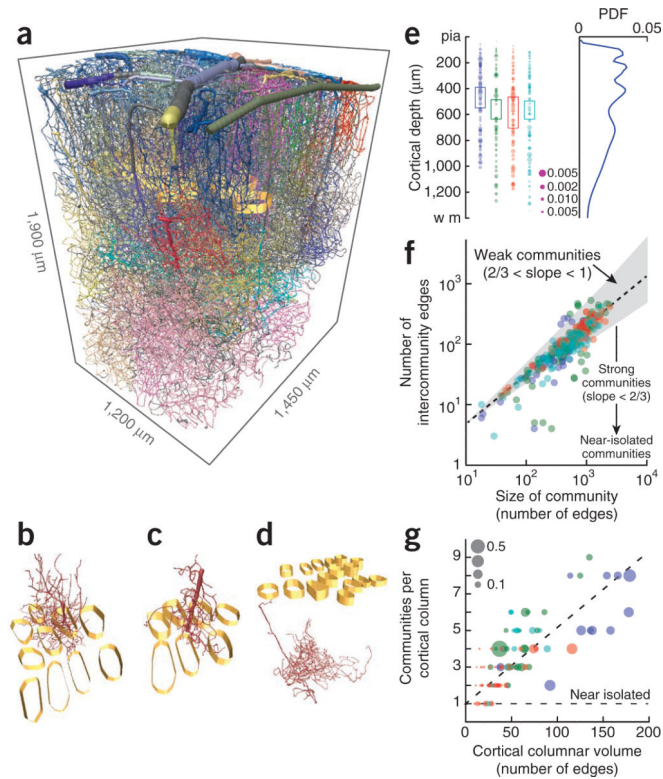 a
1,900 μm
1,200 μm
1,450 μm
b
c
d
e
PDF
0
0.05
pia
200
400
600
800
1,000
1,200
w m
Cortical depth (μm)
0.005
0.002
0.010
0.005
f
Weak communities
(2/3 < slope < 1)
Strong
communities
(slope < 2/3)
Near-isolated
communities
Number of
intercommunity edges
10³
10²
10¹
1
10¹
10²
10³
10⁴
Size of community
(number of edges)
g
0.5
0.1
Communities per
cortical column
9
7
5
3
1
Near isolated
0
50
100
150
200
Cortical columnar volume
(number of edges)